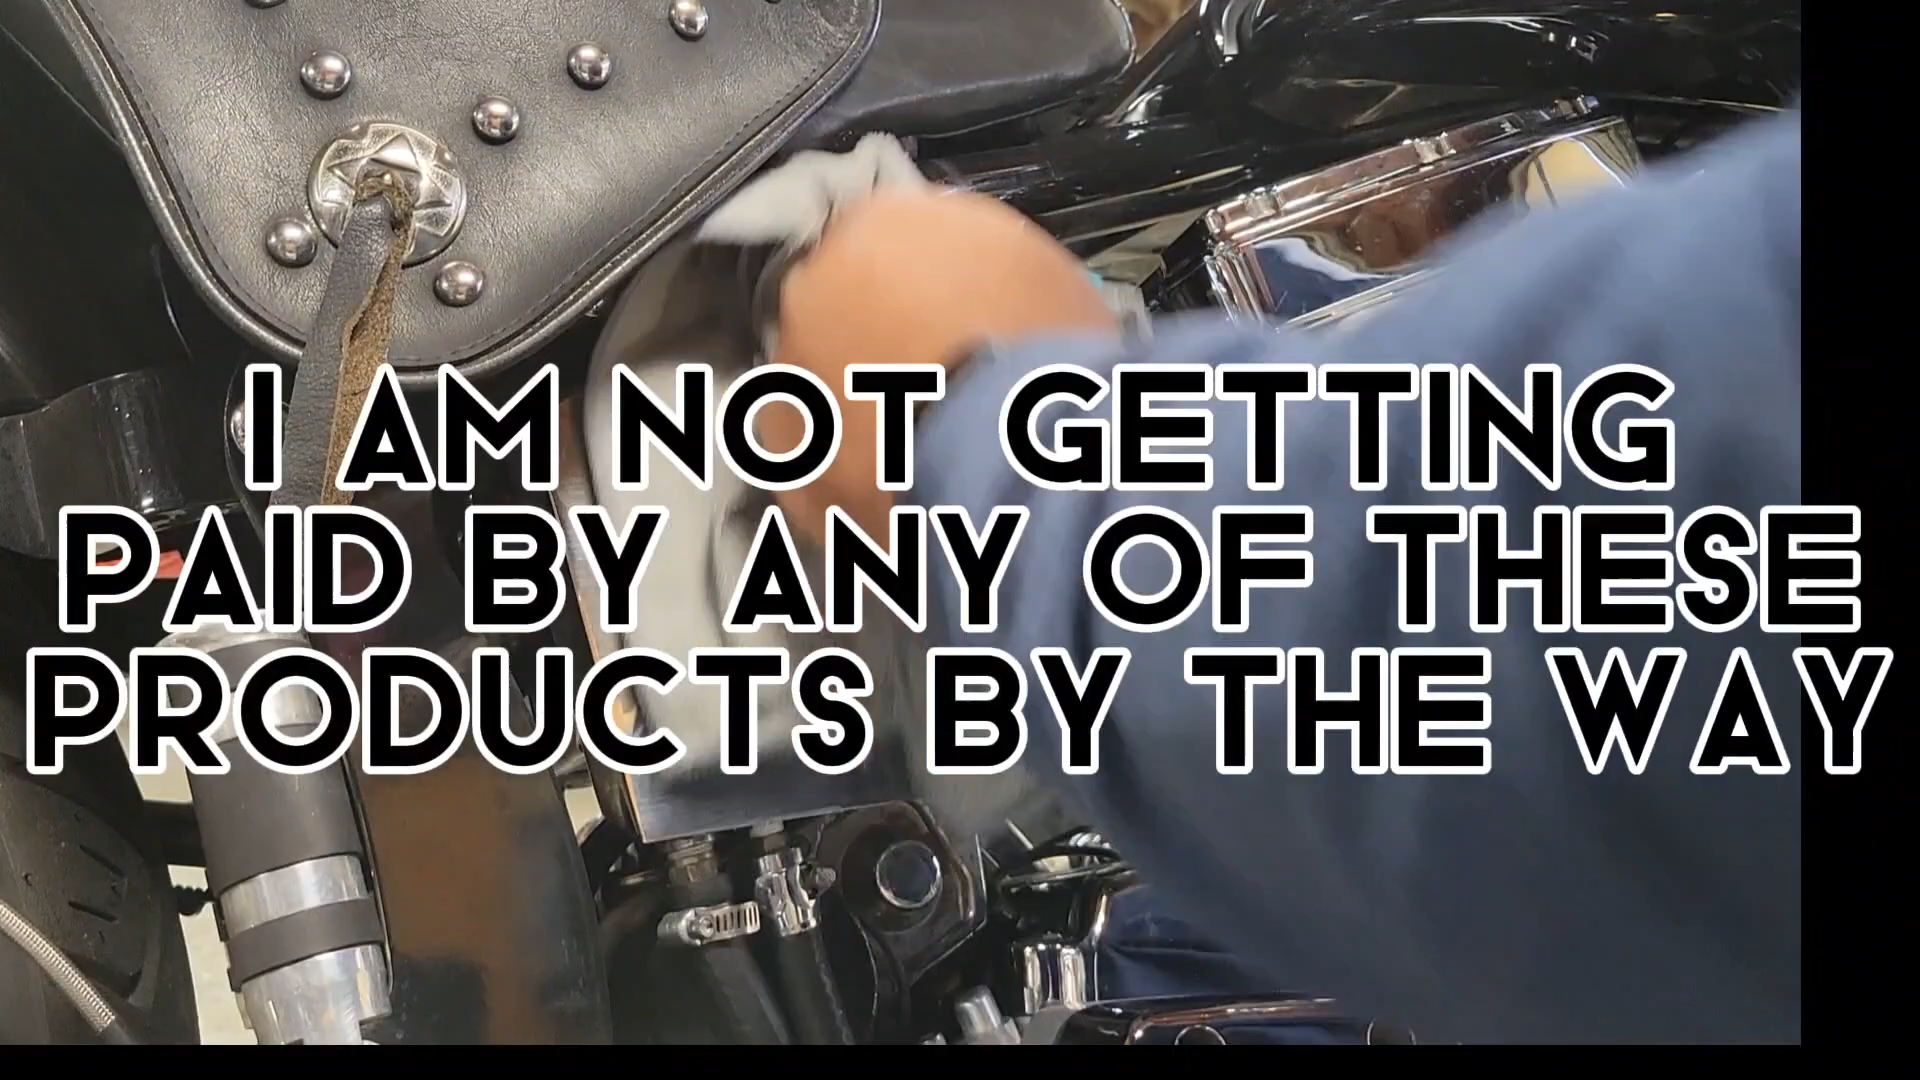 I AM NOT GETTING
PAID BY ANY OF THESE
PRODUCTS BY THE WAY